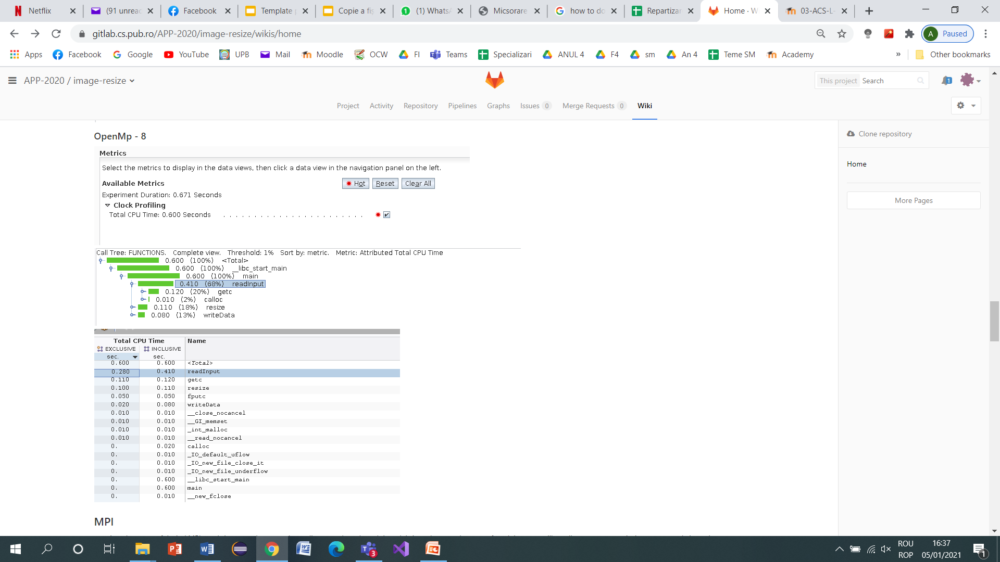 Netflix
(91 unread
Facebook
Template p
Copie a fiș
(1) WhatsA
Micsorare
how to do
Repartizar
Home · W
03-ACS-L-
gitlab.cs.pub.ro/APP-2020/image-resize/wikis/home
A Paused
Apps Facebook Google YouTube UPB Mail Moodle OCW FI Teams Specializari ANUL 4 F4 sm An 4 Teme SM Academy » Other bookmarks
APP-2020 / image-resize
This project Search
1
Project Activity Repository Pipelines Graphs Issues 0 Merge Requests 0 Wiki
Clone repository
Home
More Pages
OpenMp - 8
Metrics
Select the metrics to display in the data views, then click a data view in the navigation panel on the left.
Available Metrics Hot Reset Clear All
Experiment Duration: 0.671 Seconds
Clock Profiling
Total CPU Time: 0.600 Seconds . . . . . . . . . . . . . . . . . . . . . . .
Call Tree: FUNCTIONS. Complete view. Threshold: 1% Sort by: metric. Metric: Attributed Total CPU Time
0.600 (100%) <Total>
0.600 (100%) __libc_start_main
0.600 (100%) main
0.410 (68%) readInput
0.120 (20%) getc
0.010 (2%) calloc
0.110 (18%) resize
0.080 (13%) writeData
Total CPU Time Name
EXCLUSIVE INCLUSIVE
sec. sec.
0.600 0.600 <Total>
0.280 0.410 readInput
0.110 0.120 getc
0.100 0.110 resize
0.050 0.050 fputc
0.020 0.080 writeData
0.010 0.010 __close_nocancel
0.010 0.010 __GI_memset
0.010 0.010 _int_malloc
0.010 0.010 __read_nocancel
0. 0.020 calloc
0. 0.010 _IO_default_uflow
0. 0.010 _IO_new_file_close_it
0. 0.010 _IO_new_file_underflow
0. 0.600 __libc_start_main
0. 0.600 main
0. 0.010 __new_fclose
MPI
3
ROU
ROP
16:37
05/01/2021
1